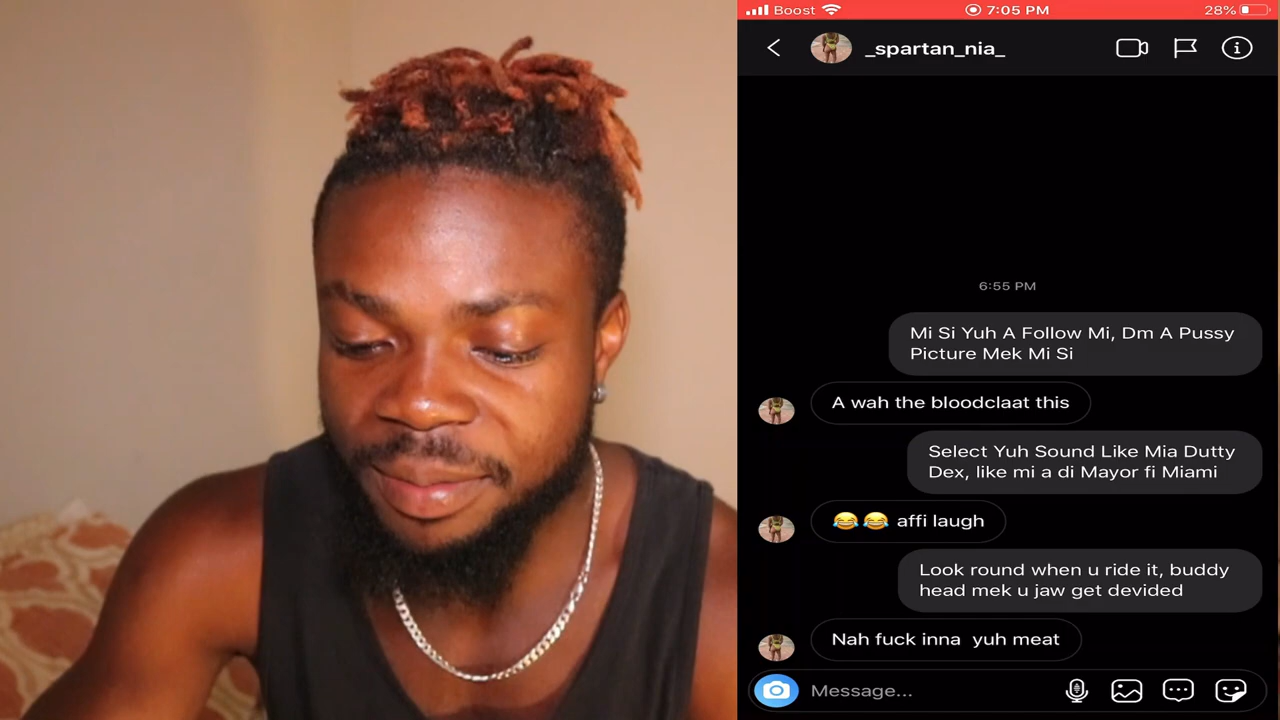 Boost 7:05 PM 28%
_spartan_nia_
6:55 PM
Mi Si Yuh A Follow Mi, Dm A Pussy
Picture Mek Mi Si
A wah the bloodclaat this
Select Yuh Sound Like Mia Dutty
Dex, like mi a di Mayor fi Miami
😂😂 affi laugh
Look round when u ride it, buddy
head mek u jaw get devided
Nah fuck inna yuh meat
Message...